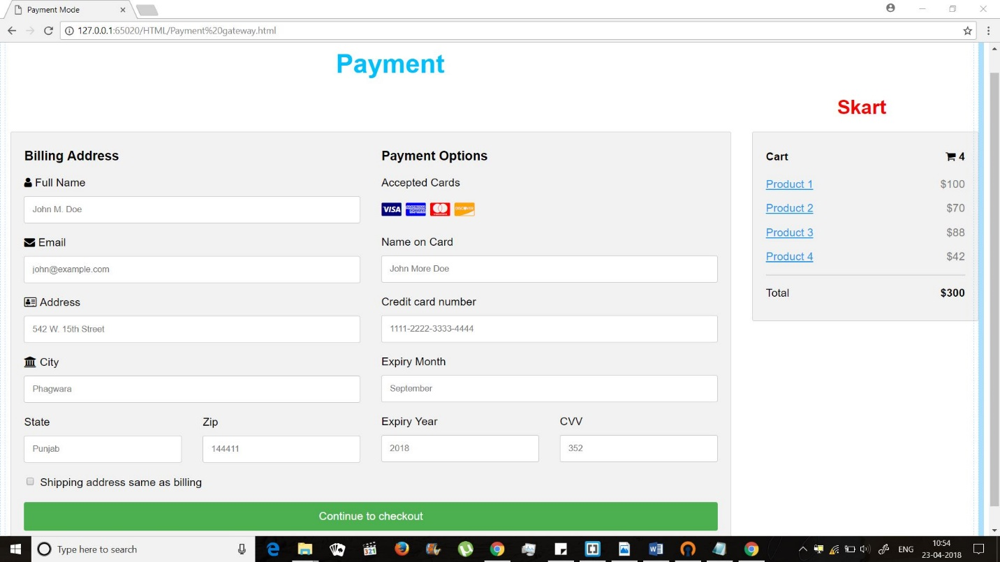 Payment Mode
127.0.0.1:65020/HTML/Payment%20gateway.html
Payment
Skart
Billing Address
Full Name
John M. Doe
Email
john@example.com
Address
542 W. 15th Street
City
Phagwara
State
Zip
Punjab
144411
Shipping address same as billing
Payment Options
Accepted Cards
VISA
AMERICAN EXPRESS
DISCOVER
Name on Card
John More Doe
Credit card number
1111-2222-3333-4444
Expiry Month
September
Expiry Year
CVV
2018
352
Continue to checkout
Cart 4
Product 1 $100
Product 2 $70
Product 3 $88
Product 4 $42
Total $300
Type here to search
321
ENG
10:54
23-04-2018